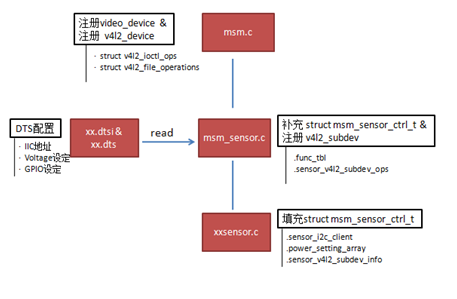 注册video_device &
注册 v4l2_device
- struct v4l2_ioctl_ops
- struct v4l2_file_operations
msm.c
DTS配置
- IIC地址
- Voltage设定
- GPIO设定
xx.dtsi &
xx.dts
read
msm_sensor.c
补充 struct msm_sensor_ctrl_t &
注册 v4l2_subdev
.func_tbl
.sensor_v4l2_subdev_ops
xxsensor.c
填充struct msm_sensor_ctrl_t
.sensor_i2c_client
.power_setting_array
.sensor_v4l2_subdev_info